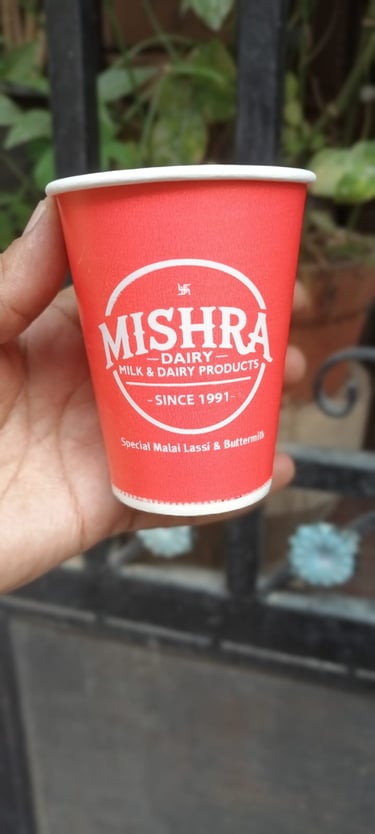 MISHRA
-DAIRY-
MILK & DAIRY PRODUCTS
- SINCE 1991-
Special Malai Lassi & Buttermilk